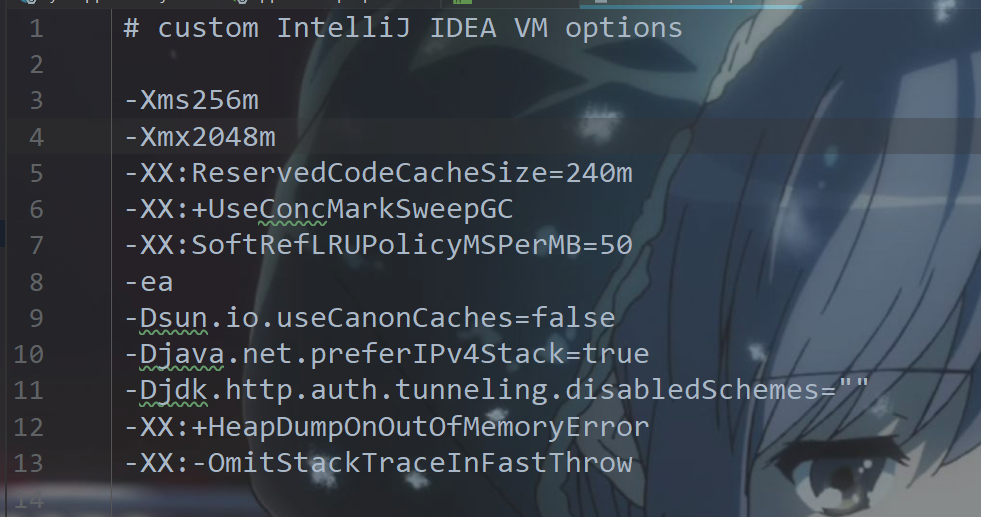 1 # custom IntelliJ IDEA VM options
2
3 -Xms256m
4 -Xmx2048m
5 -XX:ReservedCodeCacheSize=240m
6 -XX:+UseConcMarkSweepGC
7 -XX:SoftRefLRUPolicyMSPerMB=50
8 -ea
9 -Dsun.io.useCanonCaches=false
10 -Djava.net.preferIPv4Stack=true
11 -Djdk.http.auth.tunneling.disabledSchemes=""
12 -XX:+HeapDumpOnOutOfMemoryError
13 -XX:-OmitStackTraceInFastThrow
14